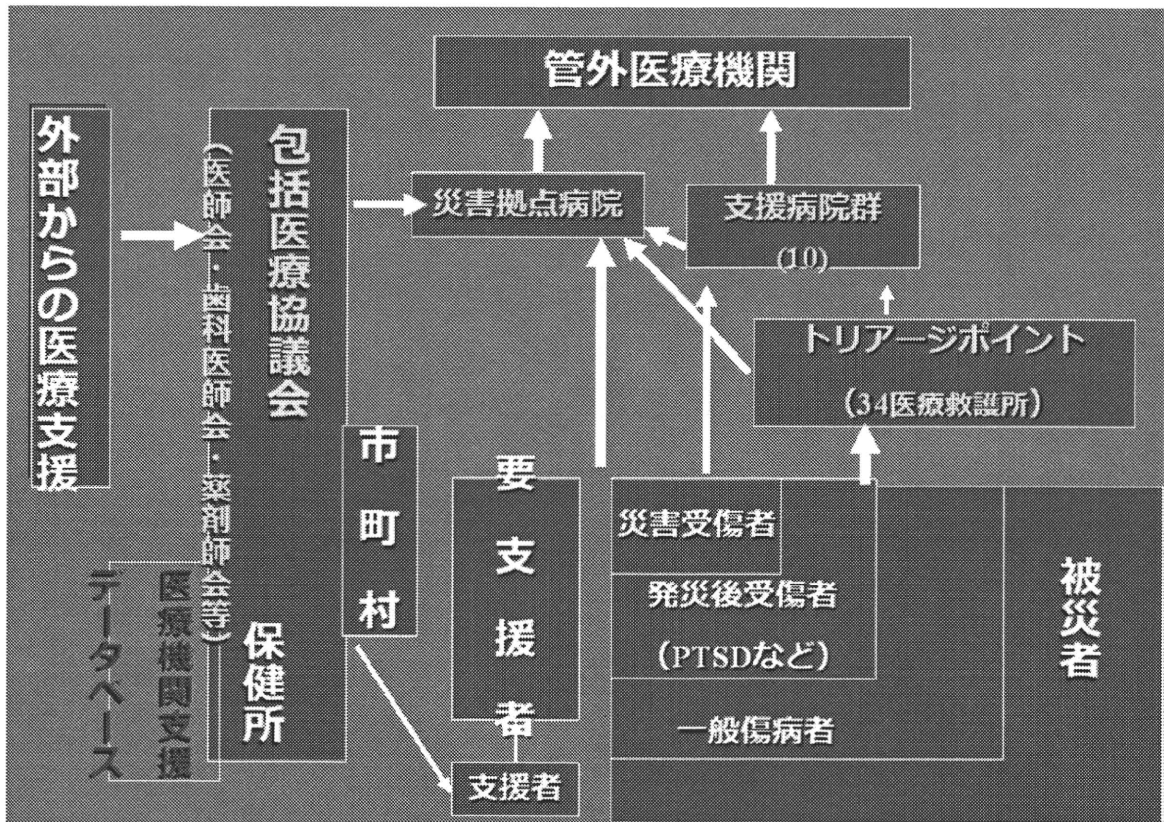 管外医療機関
外部からの医療支援
包括医療協議会
（医師会・歯科医師会・薬剤師会等）
保健所
災害拠点病院
支援病院群
(10)
トリアージポイント
（34医療救護所）
市町村
要支援者
災害受傷者
発災後受傷者
（PTSDなど）
一般傷病者
被災者
医療機関支援
データベース
支援者